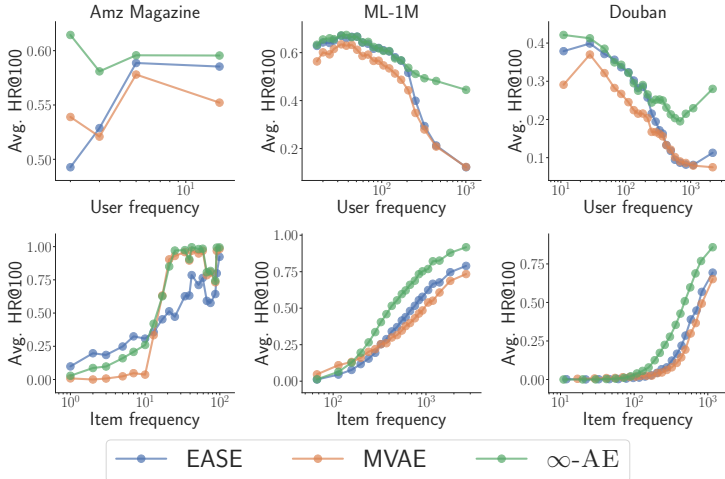 Amz Magazine
ML-1M
Douban
Avg. HR@100
0.60
0.55
0.50
10¹
User frequency
0.6
0.4
0.2
Avg. HR@100
10²
10³
User frequency
0.4
0.3
0.2
0.1
Avg. HR@100
10¹
10²
10³
User frequency
Avg. HR@100
1.00
0.75
0.50
0.25
0.00
10⁰
10¹
10²
Item frequency
Avg. HR@100
1.00
0.75
0.50
0.25
0.00
10²
10³
Item frequency
Avg. HR@100
0.75
0.50
0.25
0.00
10¹
10²
10³
Item frequency
EASE
MVAE
∞-AE